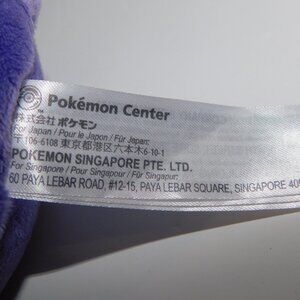 Pokémon Center
株式会社 ポケモン
For Japan / Pour le Japon / Für Japan:
〒106-6108 東京都港区六本木6-10-1
POKEMON SINGAPORE PTE. LTD.
For Singapore / Pour Singapour / Für Singapur:
60 PAYA LEBAR ROAD, #12-15, PAYA LEBAR SQUARE, SINGAPORE 40